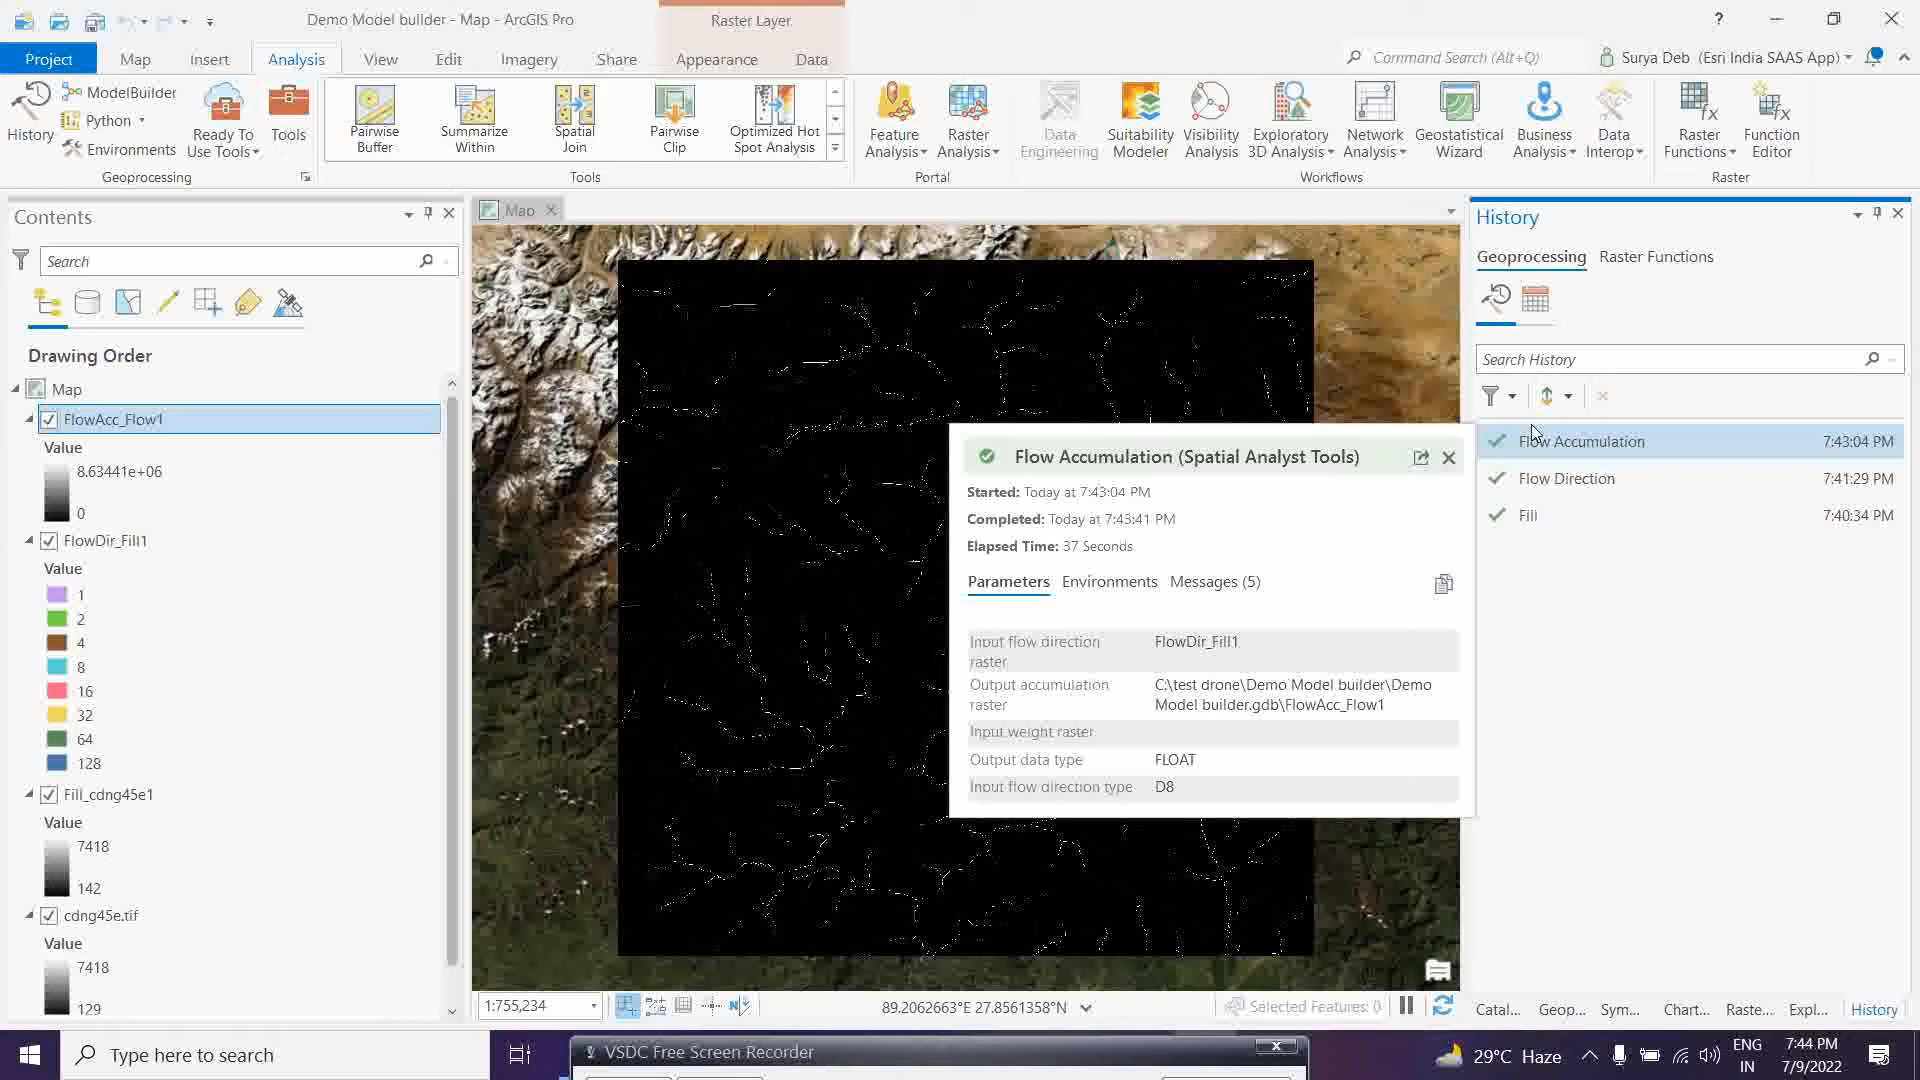 Demo Model builder - Map - ArcGIS Pro
Raster Layer
?
Project
Map
Insert
Analysis
View
Edit
Imagery
Share
Appearance
Data
Command Search (Alt+Q)
Surya Deb (Esri India SAAS App)
History
ModelBuilder
Python
Environments
Ready To
Use Tools
Tools
Pairwise
Buffer
Summarize
Within
Spatial
Join
Pairwise
Clip
Optimized Hot
Spot Analysis
Feature
Analysis
Raster
Analysis
Data
Engineering
Suitability
Modeler
Visibility
Analysis
Exploratory
3D Analysis
Network
Analysis
Geostatistical
Wizard
Business
Analysis
Data
Interop
Raster
Functions
Function
Editor
Geoprocessing
Tools
Portal
Workflows
Raster
Contents
Search
Drawing Order
Map
FlowAcc_Flow1
Value
8.63441e+06
0
FlowDir_Fill1
Value
1
2
4
8
16
32
64
128
Fill_cdng45e1
Value
7418
142
cdng45e.tif
Value
7418
129
Map
Flow Accumulation (Spatial Analyst Tools)
Started: Today at 7:43:04 PM
Completed: Today at 7:43:41 PM
Elapsed Time: 37 Seconds
Parameters
Environments
Messages (5)
Input flow direction
raster
FlowDir_Fill1
Output accumulation
raster
C:\test drone\Demo Model builder\Demo
Model builder.gdb\FlowAcc_Flow1
Input weight raster
Output data type
FLOAT
Input flow direction type
D8
1:755,234
89.2062663°E 27.8561358°N
Selected Features: 0
History
Geoprocessing
Raster Functions
Search History
Flow Accumulation
7:43:04 PM
Flow Direction
7:41:29 PM
Fill
7:40:34 PM
Catal...
Geop...
Sym...
Chart...
Raste...
Expl...
History
Type here to search
VSDC Free Screen Recorder
29°C Haze
ENG
IN
7:44 PM
7/9/2022